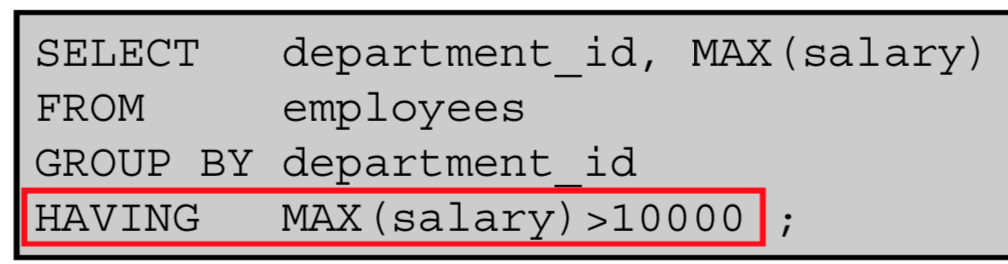 SELECT department_id, MAX(salary)
FROM employees
GROUP BY department_id
HAVING MAX(salary)>10000 ;